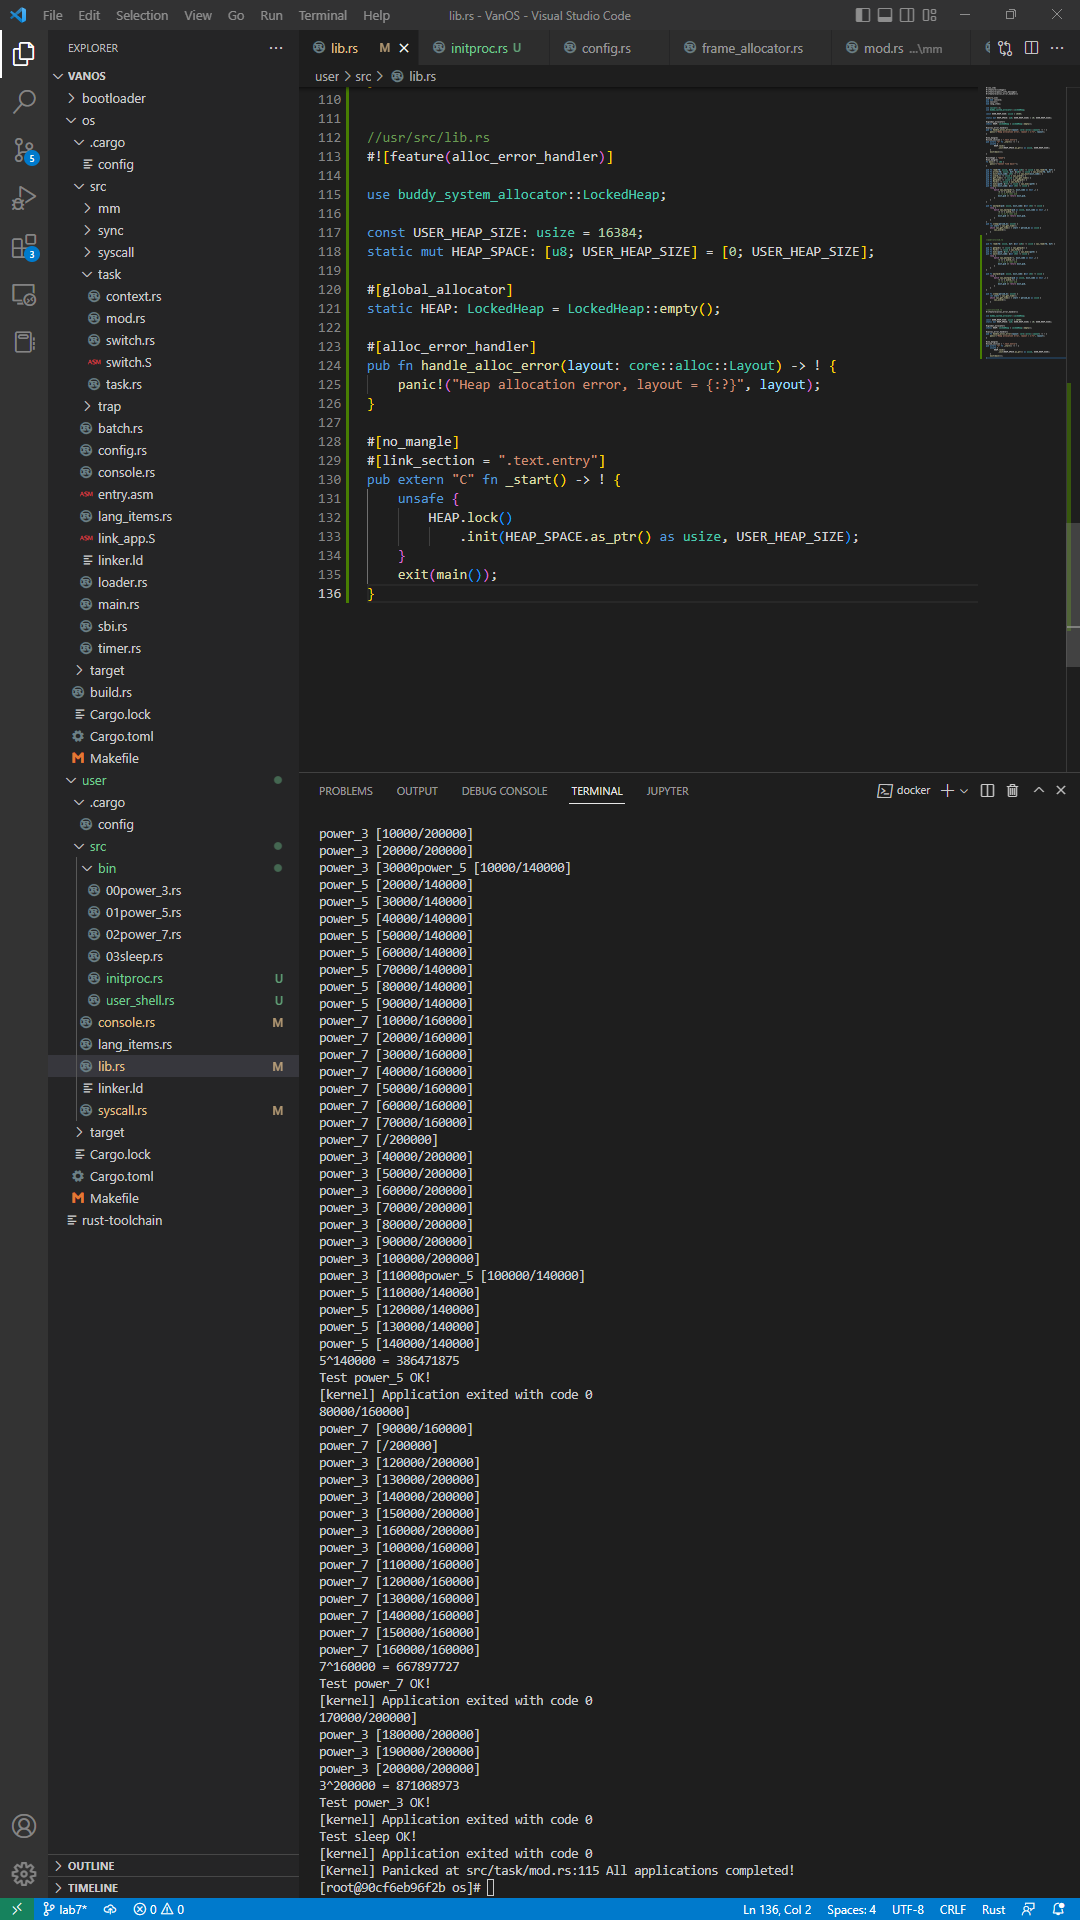 File Edit Selection View Go Run Terminal Help lib.rs - VanOS - Visual Studio Code
EXPLORER
VANOS
bootloader
os
.cargo
config
src
mm
sync
syscall
task
context.rs
mod.rs
switch.rs
switch.S
task.rs
trap
batch.rs
config.rs
console.rs
entry.asm
lang_items.rs
link_app.S
linker.ld
loader.rs
main.rs
sbi.rs
timer.rs
target
build.rs
Cargo.lock
Cargo.toml
Makefile
user
.cargo
config
src
bin
00power_3.rs
01power_5.rs
02power_7.rs
03sleep.rs
initproc.rs U
user_shell.rs U
console.rs M
lang_items.rs
lib.rs M
linker.ld
syscall.rs M
target
Cargo.lock
Cargo.toml
Makefile
rust-toolchain
OUTLINE
TIMELINE
5
3
lib.rs M initproc.rs U config.rs frame_allocator.rs mod.rs ...\mm
user > src > lib.rs
110
111
112 //usr/src/lib.rs
113 #![feature(alloc_error_handler)]
114
115 use buddy_system_allocator::LockedHeap;
116
117 const USER_HEAP_SIZE: usize = 16384;
118 static mut HEAP_SPACE: [u8; USER_HEAP_SIZE] = [0; USER_HEAP_SIZE];
119
120 #[global_allocator]
121 static HEAP: LockedHeap = LockedHeap::empty();
122
123 #[alloc_error_handler]
124 pub fn handle_alloc_error(layout: core::alloc::Layout) -> ! {
125 panic!("Heap allocation error, layout = {:?}", layout);
126 }
127
128 #[no_mangle]
129 #[link_section = ".text.entry"]
130 pub extern "C" fn _start() -> ! {
131 unsafe {
132 HEAP.lock()
133 .init(HEAP_SPACE.as_ptr() as usize, USER_HEAP_SIZE);
134 }
135 exit(main());
136 }
PROBLEMS OUTPUT DEBUG CONSOLE TERMINAL JUPYTER docker
power_3 [10000/200000]
power_3 [20000/200000]
power_3 [30000power_5 [10000/140000]
power_5 [20000/140000]
power_5 [30000/140000]
power_5 [40000/140000]
power_5 [50000/140000]
power_5 [60000/140000]
power_5 [70000/140000]
power_5 [80000/140000]
power_5 [90000/140000]
power_7 [10000/160000]
power_7 [20000/160000]
power_7 [30000/160000]
power_7 [40000/160000]
power_7 [50000/160000]
power_7 [60000/160000]
power_7 [70000/160000]
power_7 [/200000]
power_3 [40000/200000]
power_3 [50000/200000]
power_3 [60000/200000]
power_3 [70000/200000]
power_3 [80000/200000]
power_3 [90000/200000]
power_3 [100000/200000]
power_3 [110000power_5 [100000/140000]
power_5 [110000/140000]
power_5 [120000/140000]
power_5 [130000/140000]
power_5 [140000/140000]
5^140000 = 386471875
Test power_5 OK!
[kernel] Application exited with code 0
80000/160000]
power_7 [90000/160000]
power_7 [/200000]
power_3 [120000/200000]
power_3 [130000/200000]
power_3 [140000/200000]
power_3 [150000/200000]
power_3 [160000/200000]
power_3 [100000/160000]
power_7 [110000/160000]
power_7 [120000/160000]
power_7 [130000/160000]
power_7 [140000/160000]
power_7 [150000/160000]
power_7 [160000/160000]
7^160000 = 667897727
Test power_7 OK!
[kernel] Application exited with code 0
170000/200000]
power_3 [180000/200000]
power_3 [190000/200000]
power_3 [200000/200000]
3^200000 = 871008973
Test power_3 OK!
[kernel] Application exited with code 0
Test sleep OK!
[kernel] Application exited with code 0
[Kernel] Panicked at src/task/mod.rs:115 All applications completed!
[root@90cf6eb96f2b os]#
lab7* 0 0 Ln 136, Col 2 Spaces: 4 UTF-8 CRLF Rust